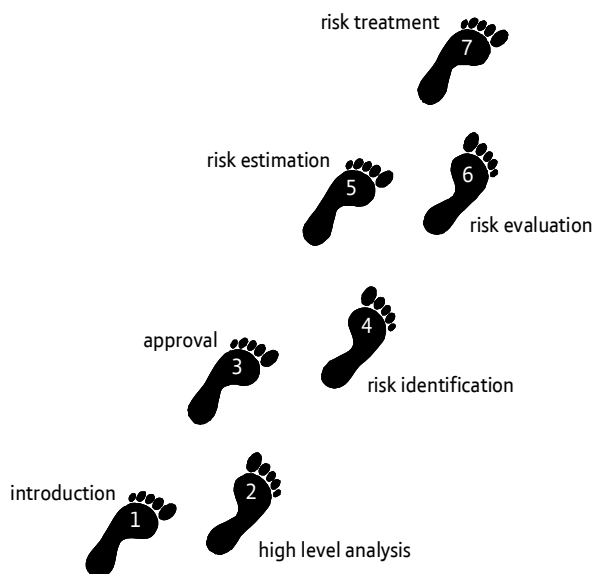 risk treatment
7
risk estimation
5
6
risk evaluation
approval
3
4
risk identification
introduction
1
2
high level analysis